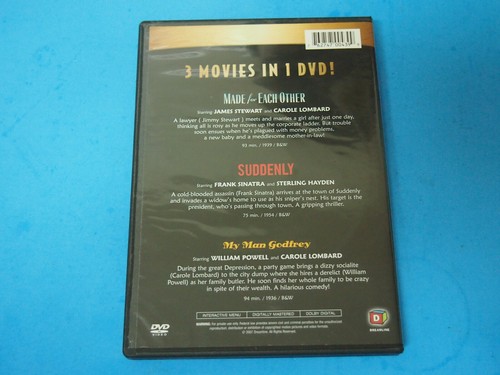 3 MOVIES IN 1 DVD!
MADE for EACH OTHER
Starring JAMES STEWART and CAROLE LOMBARD
A lawyer ( Jimmy Stewart ) meets and marries a girl after just one day,
thinking all is rosy as he moves up the corporate ladder. But trouble
soon ensues when he's plagued with money problems,
a new baby and a meddlesome mother-in-law!
93 min. / 1939 / B&W
SUDDENLY
Starring FRANK SINATRA and STERLING HAYDEN
A cold-blooded assassin (Frank Sinatra) arrives at the town of Suddenly
and invades a widow's home to use at his sniper's nest. His target is the
president, who's passing through town. A gripping thriller.
75 min. / 1954 / B&W
My Man Godfrey
Starring WILLIAM POWELL and CAROLE LOMBARD
During the great Depression, a party game brings a dizzy socialite
(Carole Lombard) to the city dump where she hires a derelict (William
Powell) as her family butler. He soon finds her whole family to be crazy
in spite of their wealth. A hilarious comedy!
94 min. / 1936 / B&W
INTERACTIVE MENU DIGITALLY MASTERED DOLBY DIGITAL
DVD
VIDEO
D